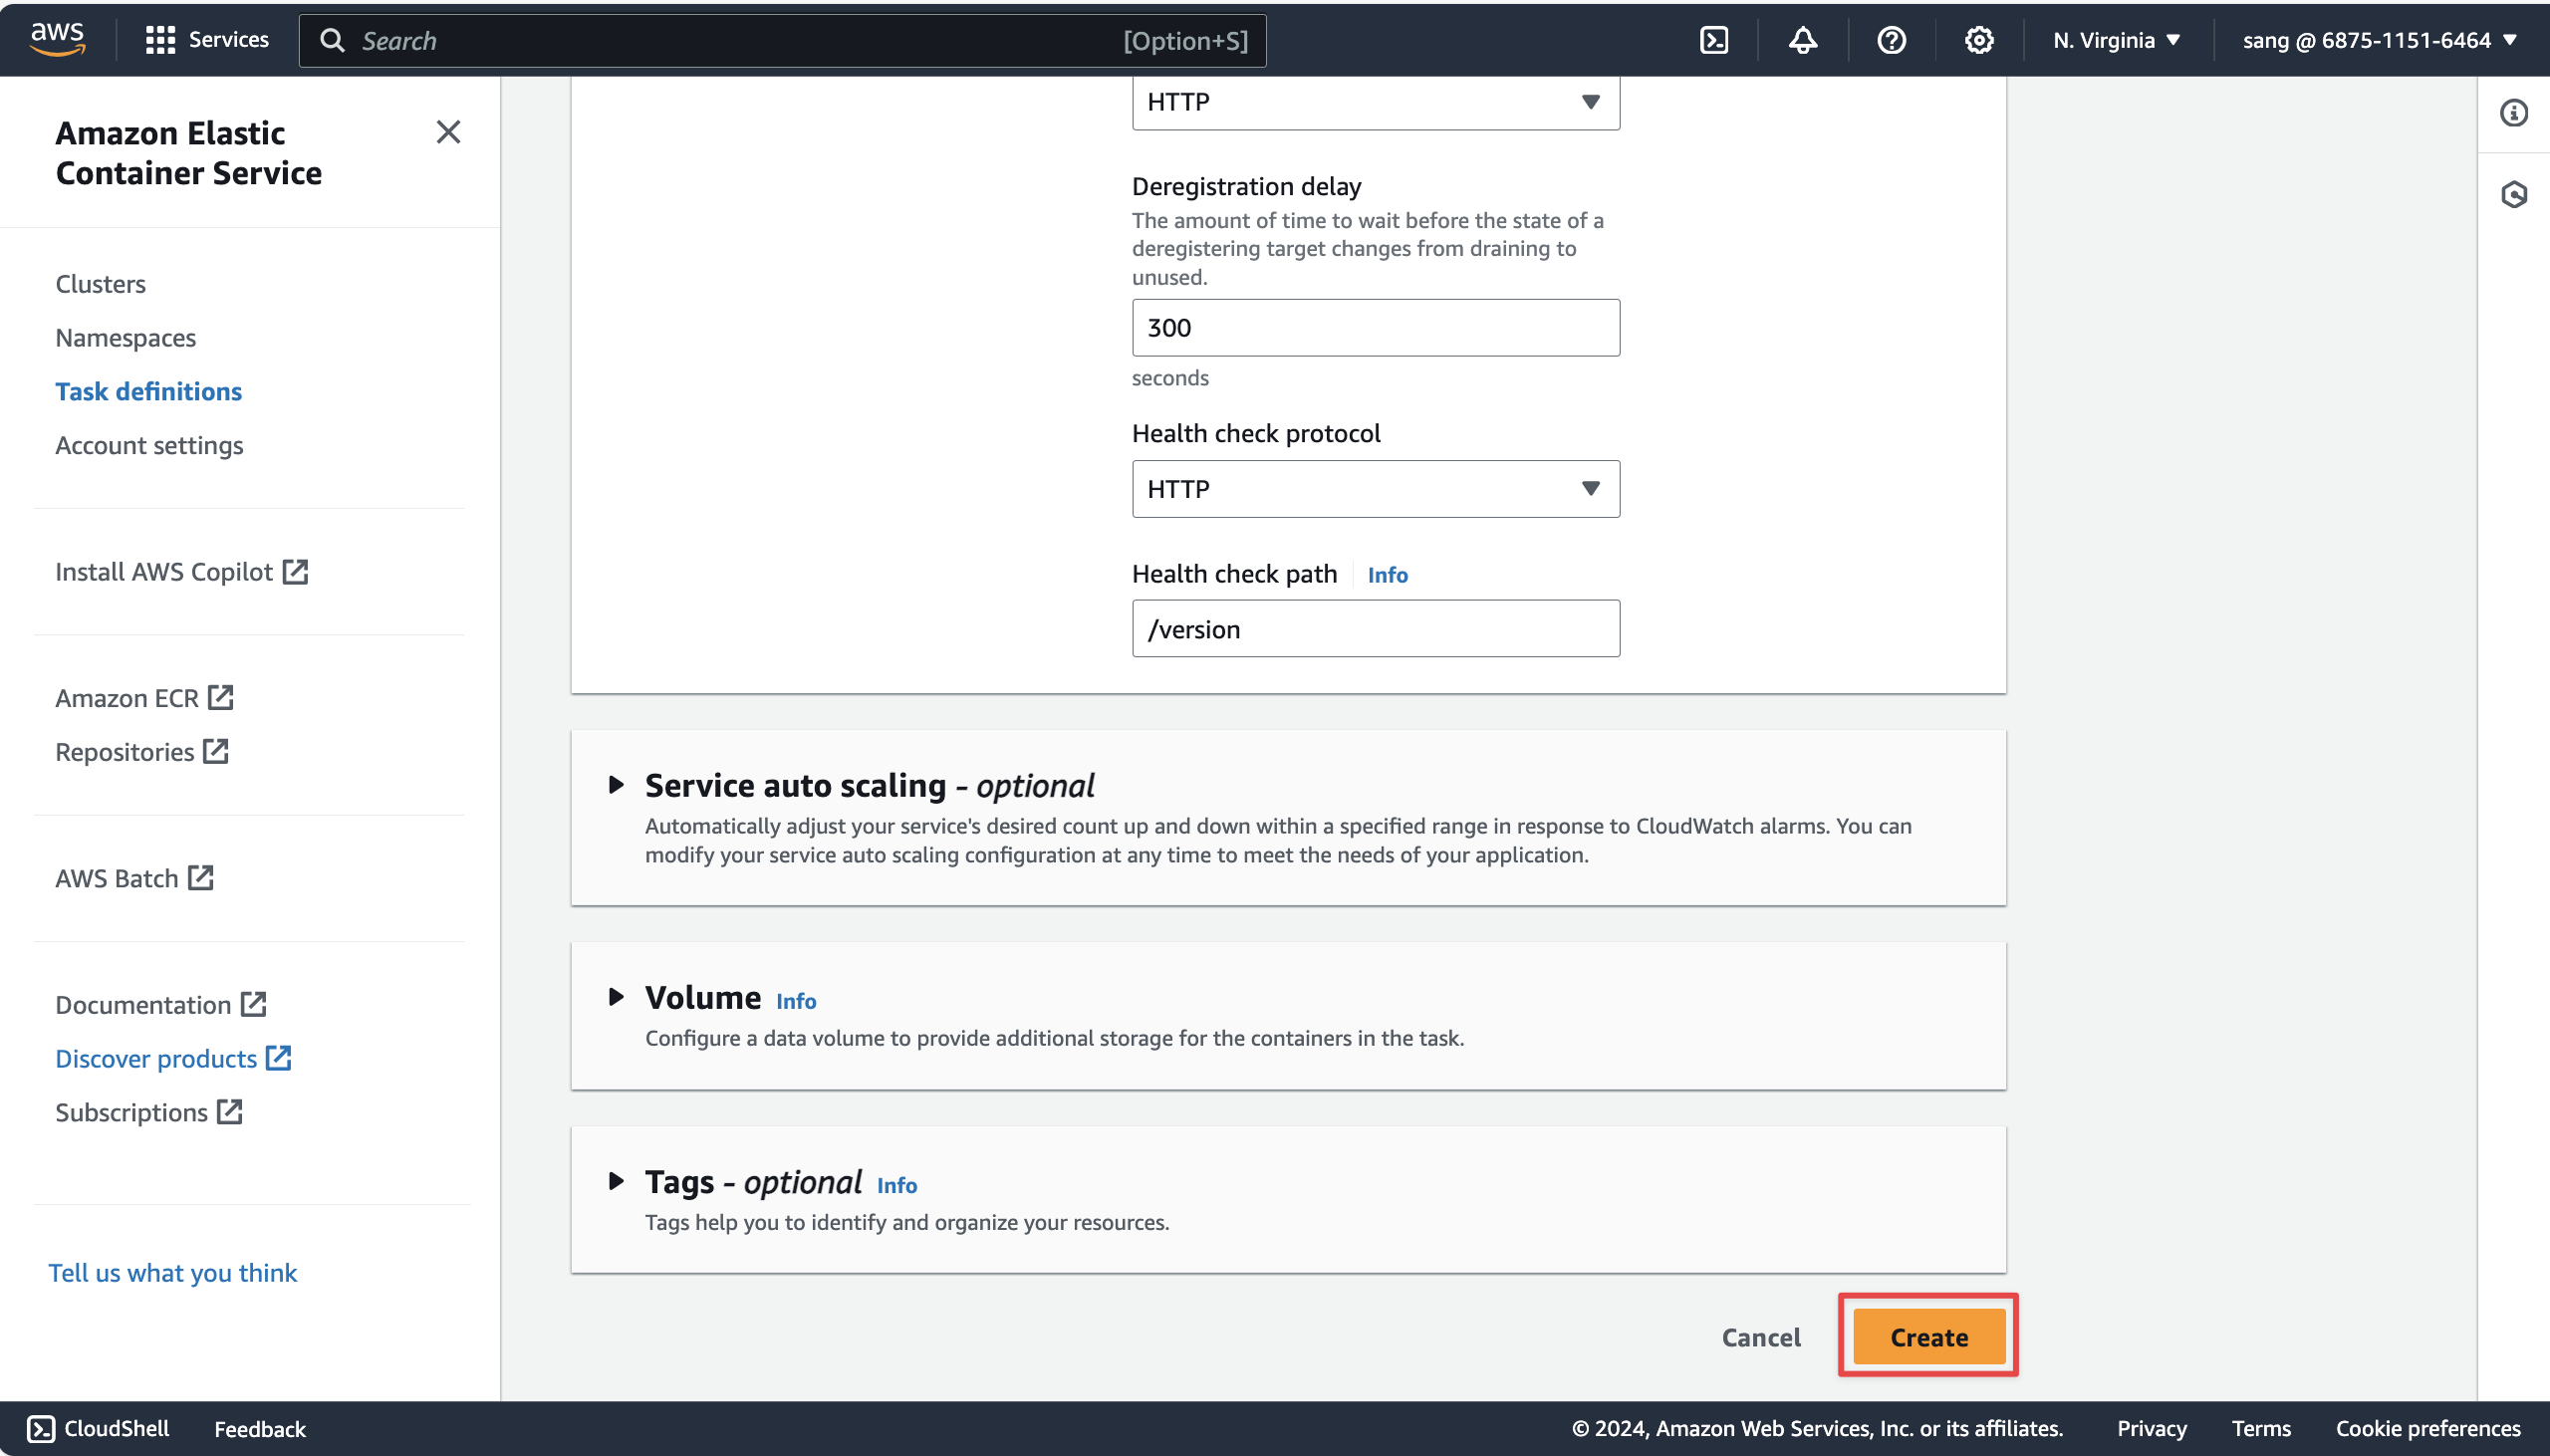 aws
Services
Search
[Option+S]
N. Virginia
sang @ 6875-1151-6464
Amazon Elastic
Container Service
Clusters
Namespaces
Task definitions
Account settings
Install AWS Copilot
Amazon ECR
Repositories
AWS Batch
Documentation
Discover products
Subscriptions
Tell us what you think
HTTP
Deregistration delay
The amount of time to wait before the state of a
deregistering target changes from draining to
unused.
300
seconds
Health check protocol
HTTP
Health check path Info
/version
Service auto scaling - optional
Automatically adjust your service's desired count up and down within a specified range in response to CloudWatch alarms. You can
modify your service auto scaling configuration at any time to meet the needs of your application.
Volume Info
Configure a data volume to provide additional storage for the containers in the task.
Tags - optional Info
Tags help you to identify and organize your resources.
Cancel
Create
CloudShell
Feedback
© 2024, Amazon Web Services, Inc. or its affiliates.
Privacy
Terms
Cookie preferences